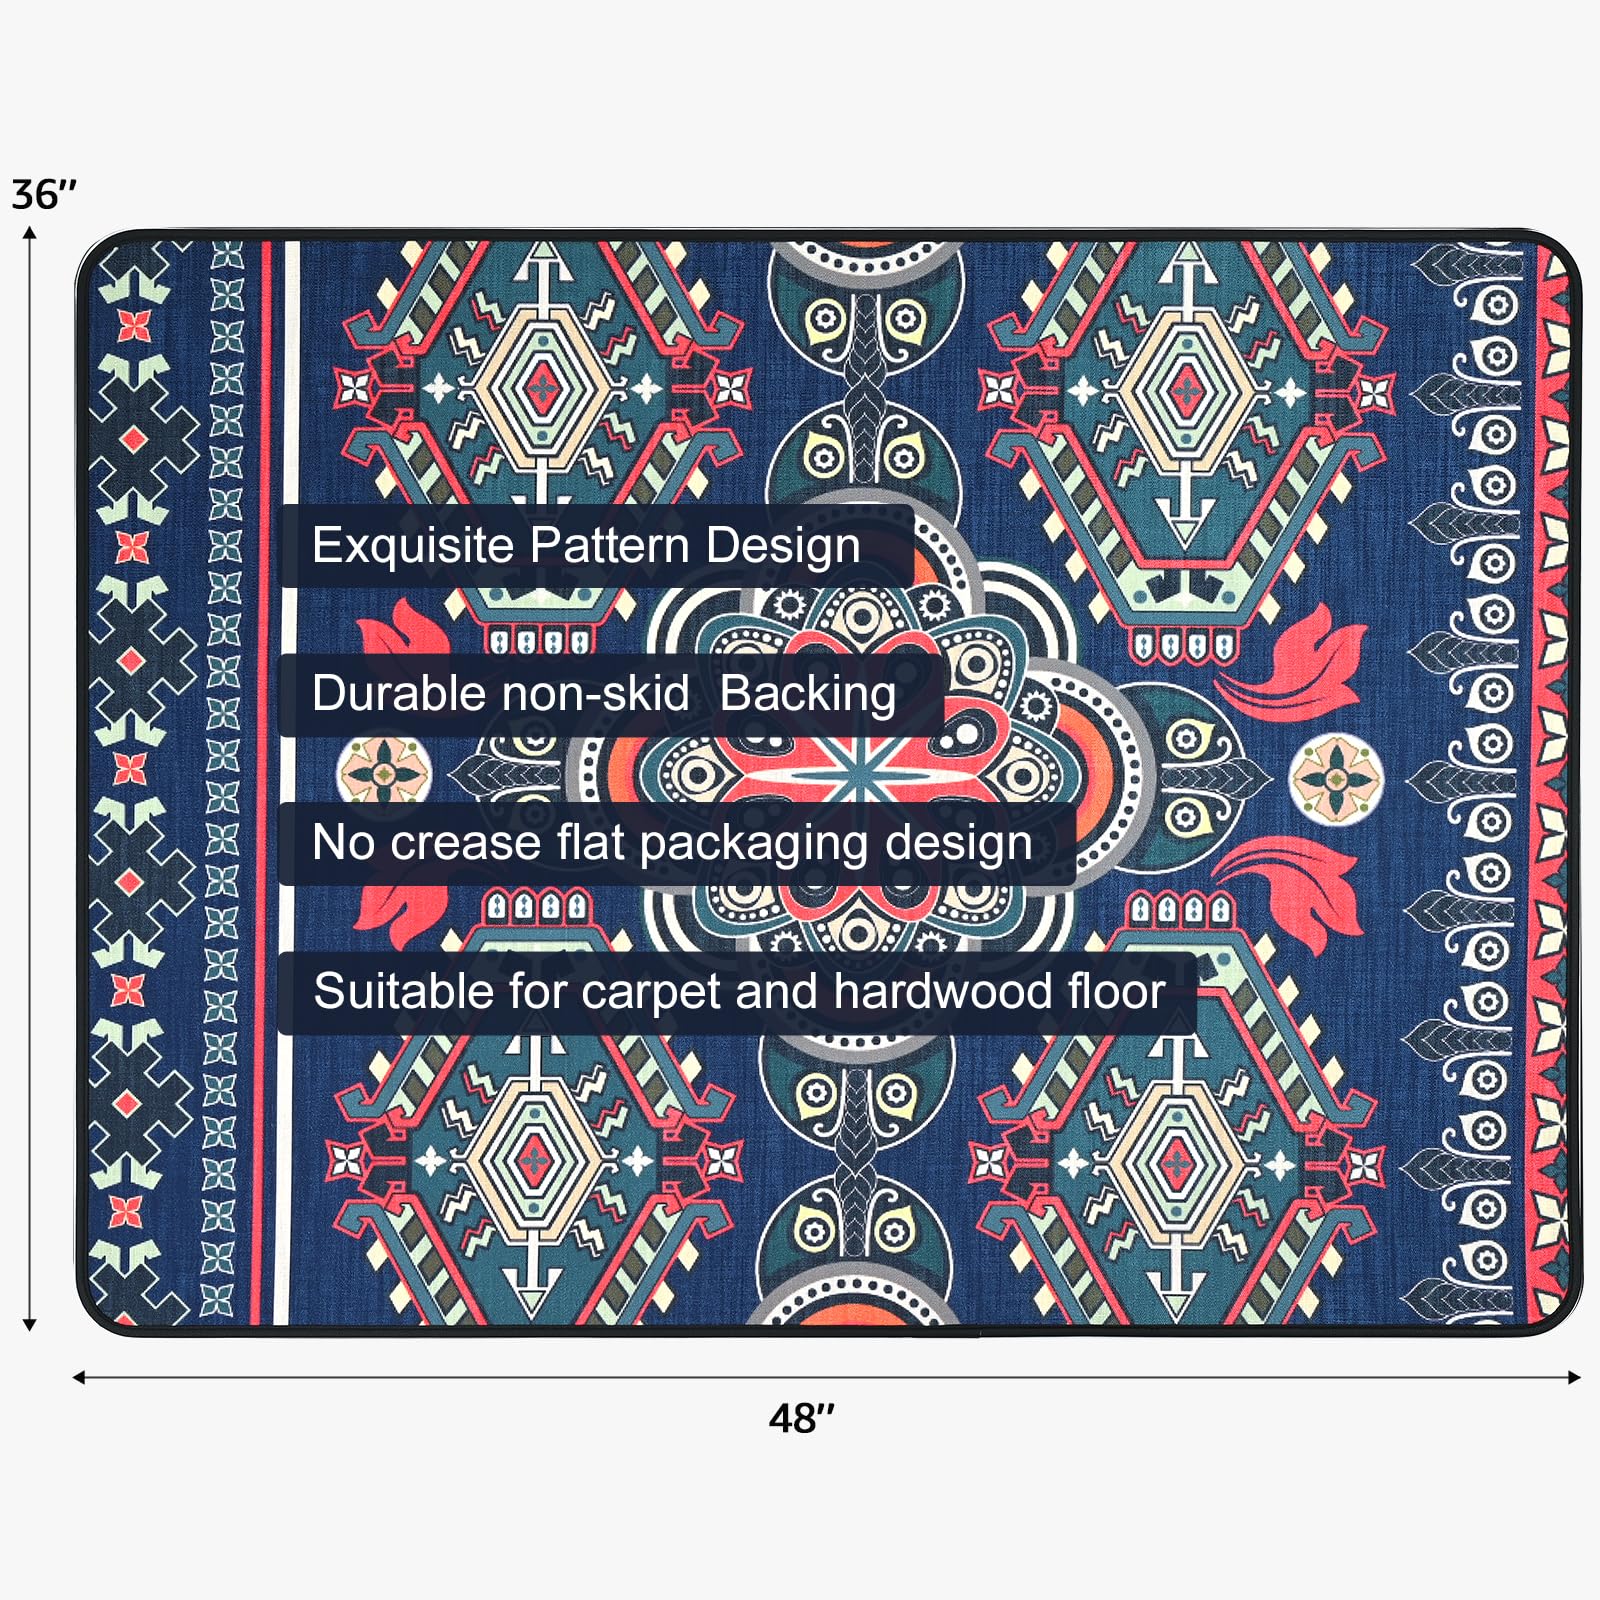 36″
Exquisite Pattern Design
Durable non-skid  Backing
No crease flat packaging design
Suitable for carpet and hardwood floor
48″